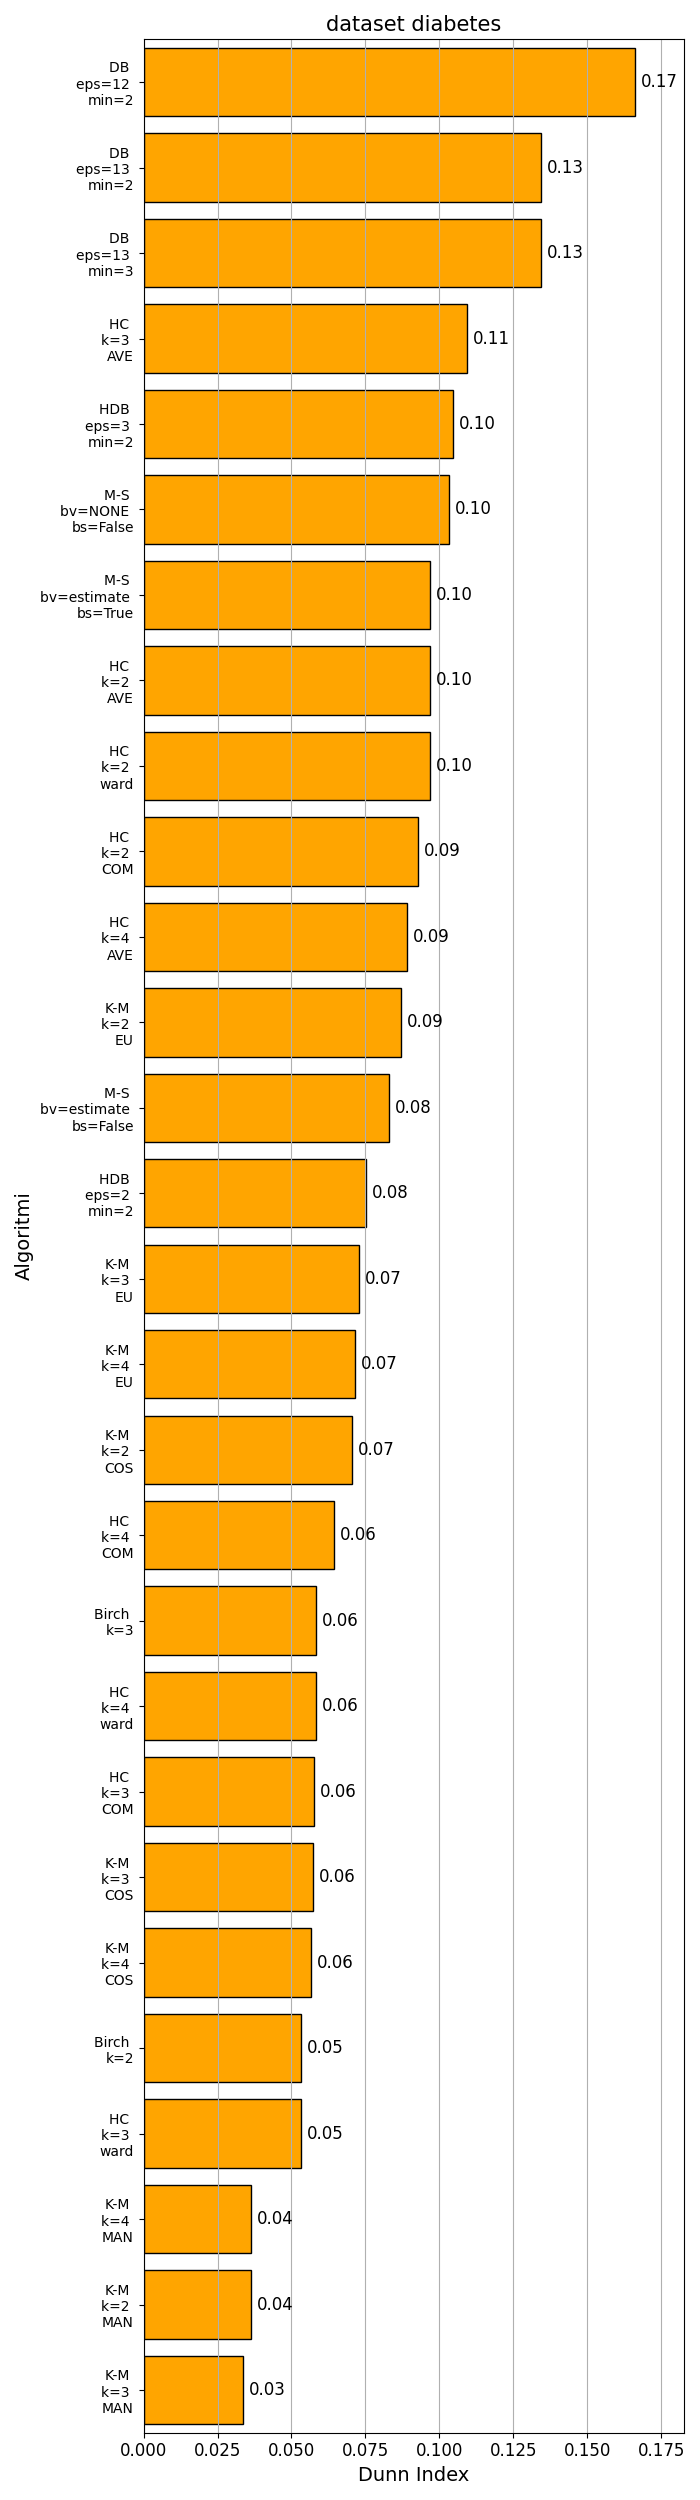 dataset diabetes
DB
eps=12
min=2
0.17
DB
eps=13
min=2
0.13
DB
eps=13
min=3
0.13
HC
k=3
AVE
0.11
HDB
eps=3
min=2
0.10
M-S
bv=NONE
bs=False
0.10
M-S
bv=estimate
bs=True
0.10
HC
k=2
AVE
0.10
HC
k=2
ward
0.10
HC
k=2
COM
0.09
HC
k=4
AVE
0.09
K-M
k=2
EU
0.09
M-S
bv=estimate
bs=False
0.08
HDB
eps=2
min=2
0.08
K-M
k=3
EU
0.07
K-M
k=4
EU
0.07
K-M
k=2
COS
0.07
HC
k=4
COM
0.06
Birch
k=3
0.06
HC
k=4
ward
0.06
HC
k=3
COM
0.06
K-M
k=3
COS
0.06
K-M
k=4
COS
0.06
Birch
k=2
0.05
HC
k=3
ward
0.05
K-M
k=4
MAN
0.04
K-M
k=2
MAN
0.04
K-M
k=3
MAN
0.03
Algoritmi
0.000 0.025 0.050 0.075 0.100 0.125 0.150 0.175
Dunn Index